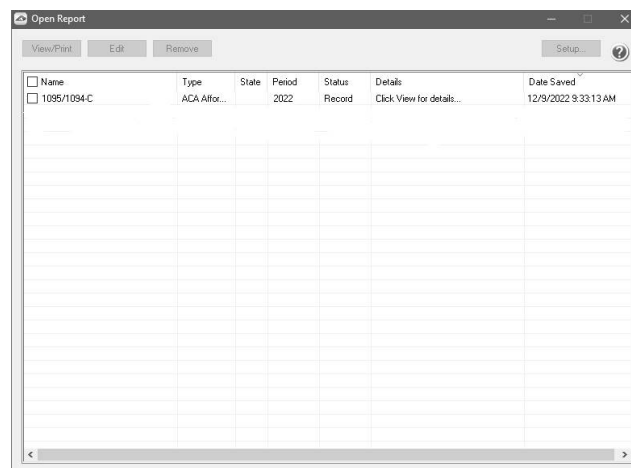 Open Report
View/Print Edit Remove Setup... ?
Name Type State Period Status Details Date Saved
1095/1094-C ACA Affor... 2022 Record Click View for details... 12/9/2022 9:33:13 AM